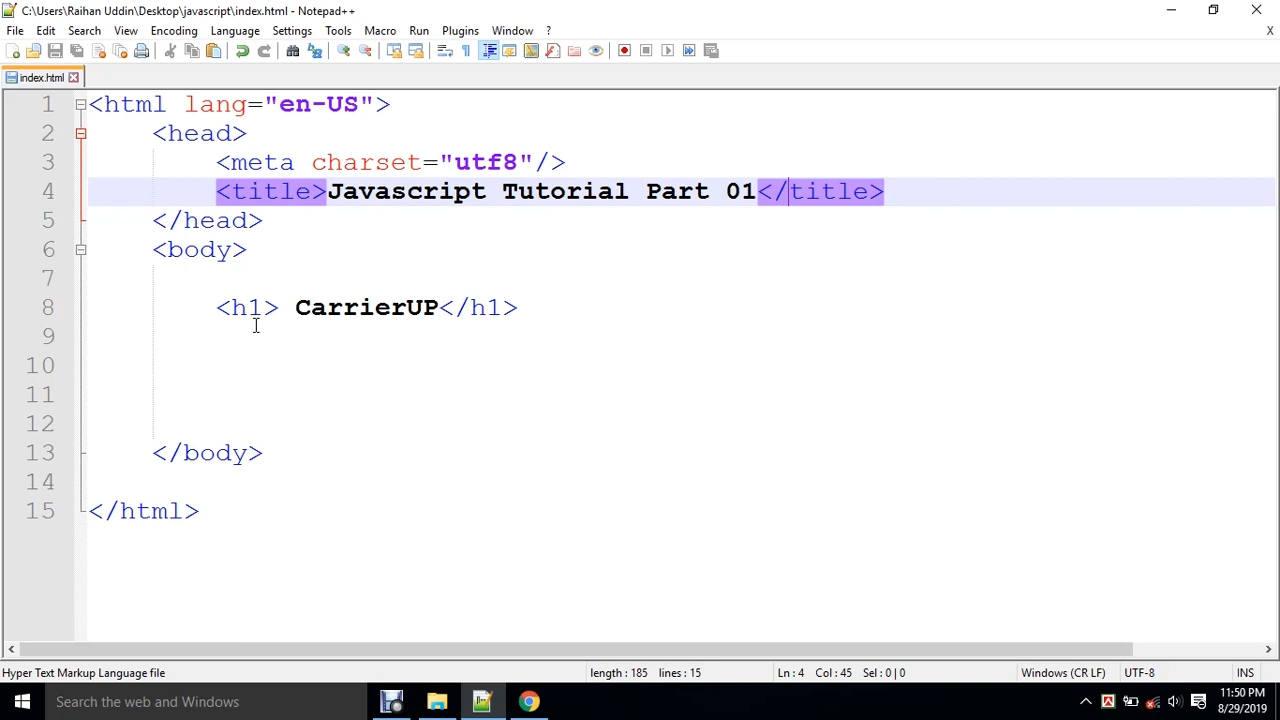 C:\Users\Raihan Uddin\Desktop\javascript\index.html - Notepad++
File Edit Search View Encoding Language Settings Tools Macro Run Plugins Window ? X
index.html
1 <html lang="en-US">
2 <head>
3 <meta charset="utf8"/>
4 <title>Javascript Tutorial Part 01</title>
5 </head>
6 <body>
7
8 <h1> CarrierUP</h1>
9
10
11
12
13 </body>
14
15 </html>
Hyper Text Markup Language file length : 185 lines : 15 Ln : 4 Col : 45 Sel : 0 | 0 Windows (CR LF) UTF-8 INS
Search the web and Windows 11:50 PM
8/29/2019